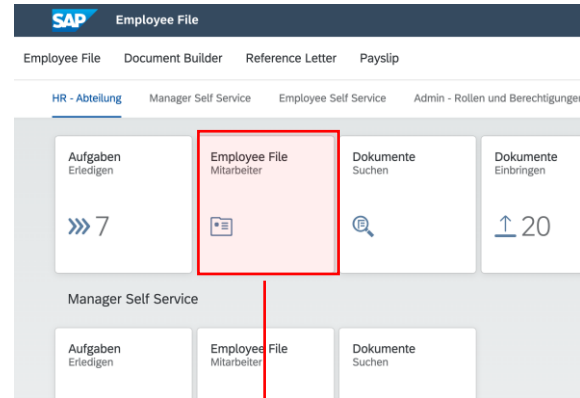 SAP Employee File
Employee File Document Builder Reference Letter Payslip
HR - Abteilung Manager Self Service Employee Self Service Admin - Rollen und Berechtigungen
Aufgaben
Erledigen
7
Employee File
Mitarbeiter
Dokumente
Suchen
Dokumente
Einbringen
20
Manager Self Service
Aufgaben
Erledigen
Employee File
Mitarbeiter
Dokumente
Suchen